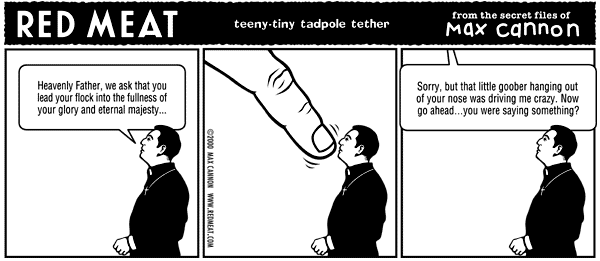 RED MEAT
teeny-tiny tadpole tether
from the secret files of
max cannon
Heavenly Father, we ask that you
lead your flock into the fullness of
your glory and eternal majesty...
©2000 MAX CANNON WWW.REDMEAT.COM
Sorry, but that little goober hanging out
of your nose was driving me crazy. Now
go ahead...you were saying something?